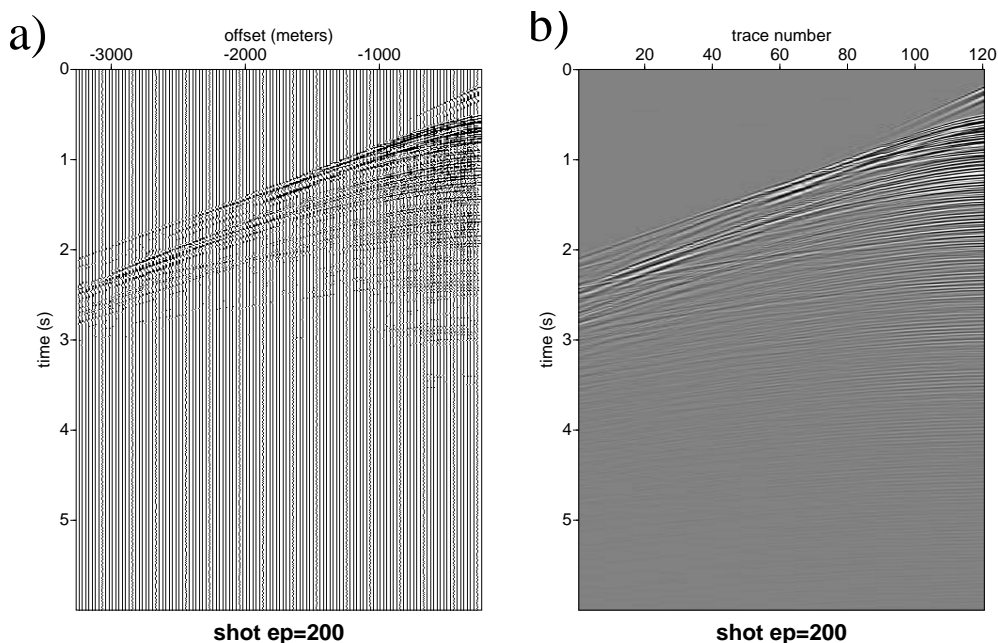 a)
offset (meters)
-3000 -2000 -1000
0
1
2
3
4
5
time (s)
shot ep=200
b)
trace number
20 40 60 80 100 120
0
1
2
3
4
5
time (s)
shot ep=200